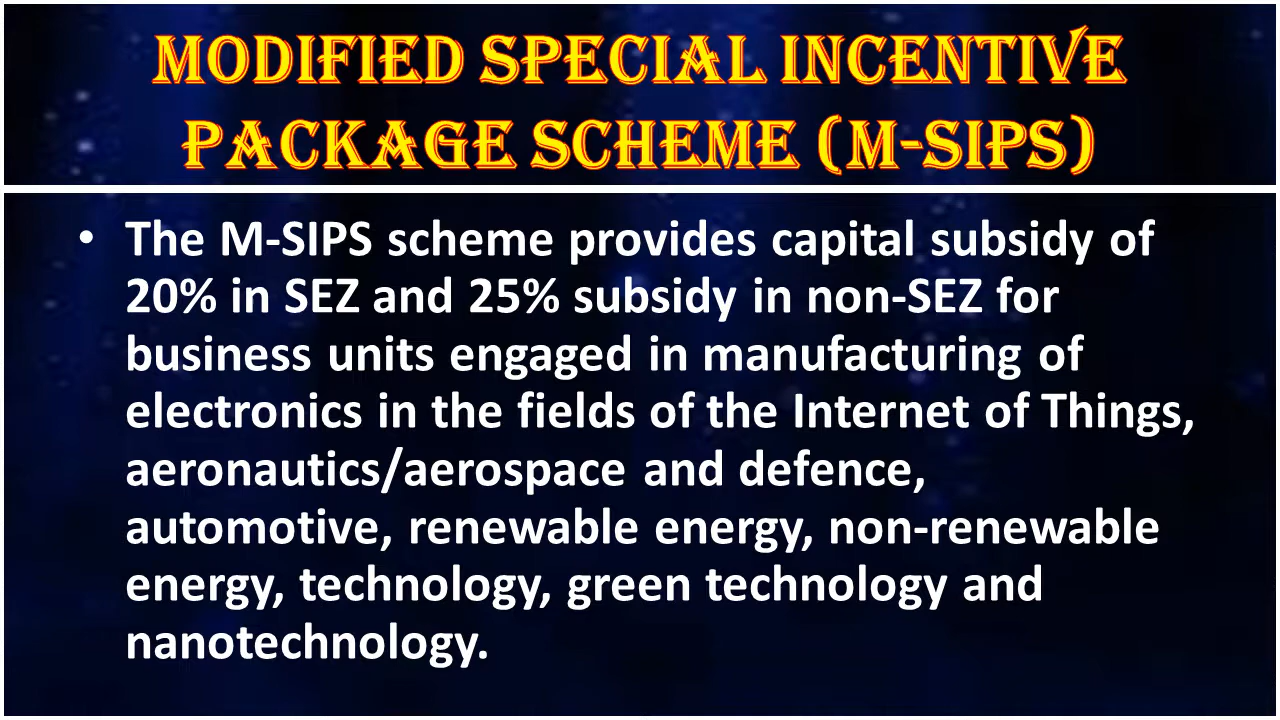 MODIFIED SPECIAL INCENTIVE
PACKAGE SCHEME (M-SIPS)
• The M-SIPS scheme provides capital subsidy of
20% in SEZ and 25% subsidy in non-SEZ for
business units engaged in manufacturing of
electronics in the fields of the Internet of Things,
aeronautics/aerospace and defence,
automotive, renewable energy, non-renewable
energy, technology, green technology and
nanotechnology.